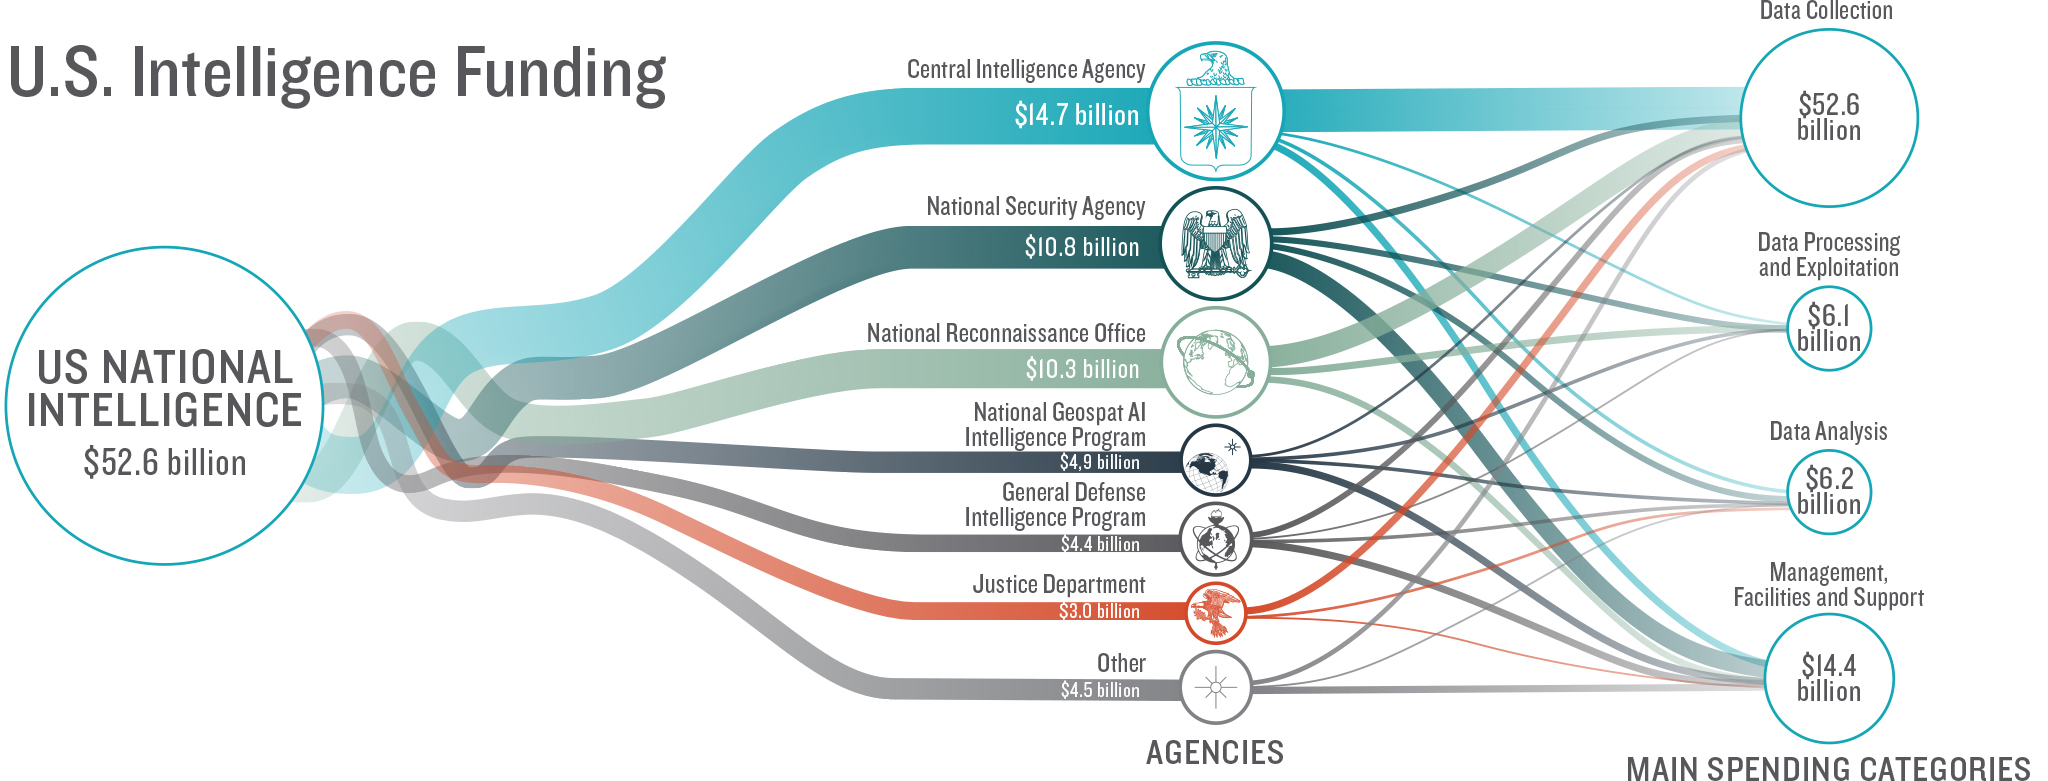 U.S. Intelligence Funding
US NATIONAL
INTELLIGENCE
$52.6 billion
Central Intelligence Agency
$14.7 billion
National Security Agency
$10.8 billion
National Reconnaissance Office
$10.3 billion
National Geospat AI
Intelligence Program
$4,9 billion
General Defense
Intelligence Program
$4.4 billion
Justice Department
$3.0 billion
Other
$4.5 billion
AGENCIES
Data Collection
$52.6
billion
Data Processing
and Exploitation
$6.1
billion
Data Analysis
$6.2
billion
Management,
Facilities and Support
$14.4
billion
MAIN SPENDING CATEGORIES